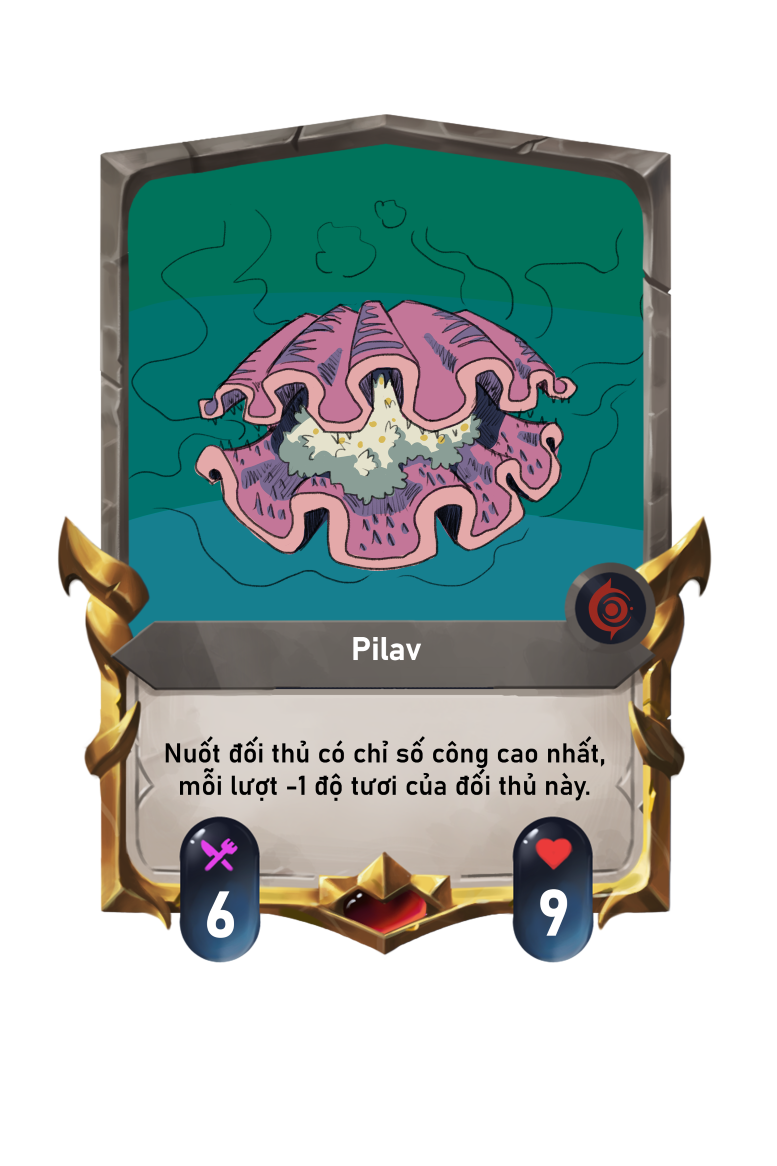 Pilav
Nuốt đối thủ có chỉ số công cao nhất,
mỗi lượt -1 độ tươi của đối thủ này.
6
9